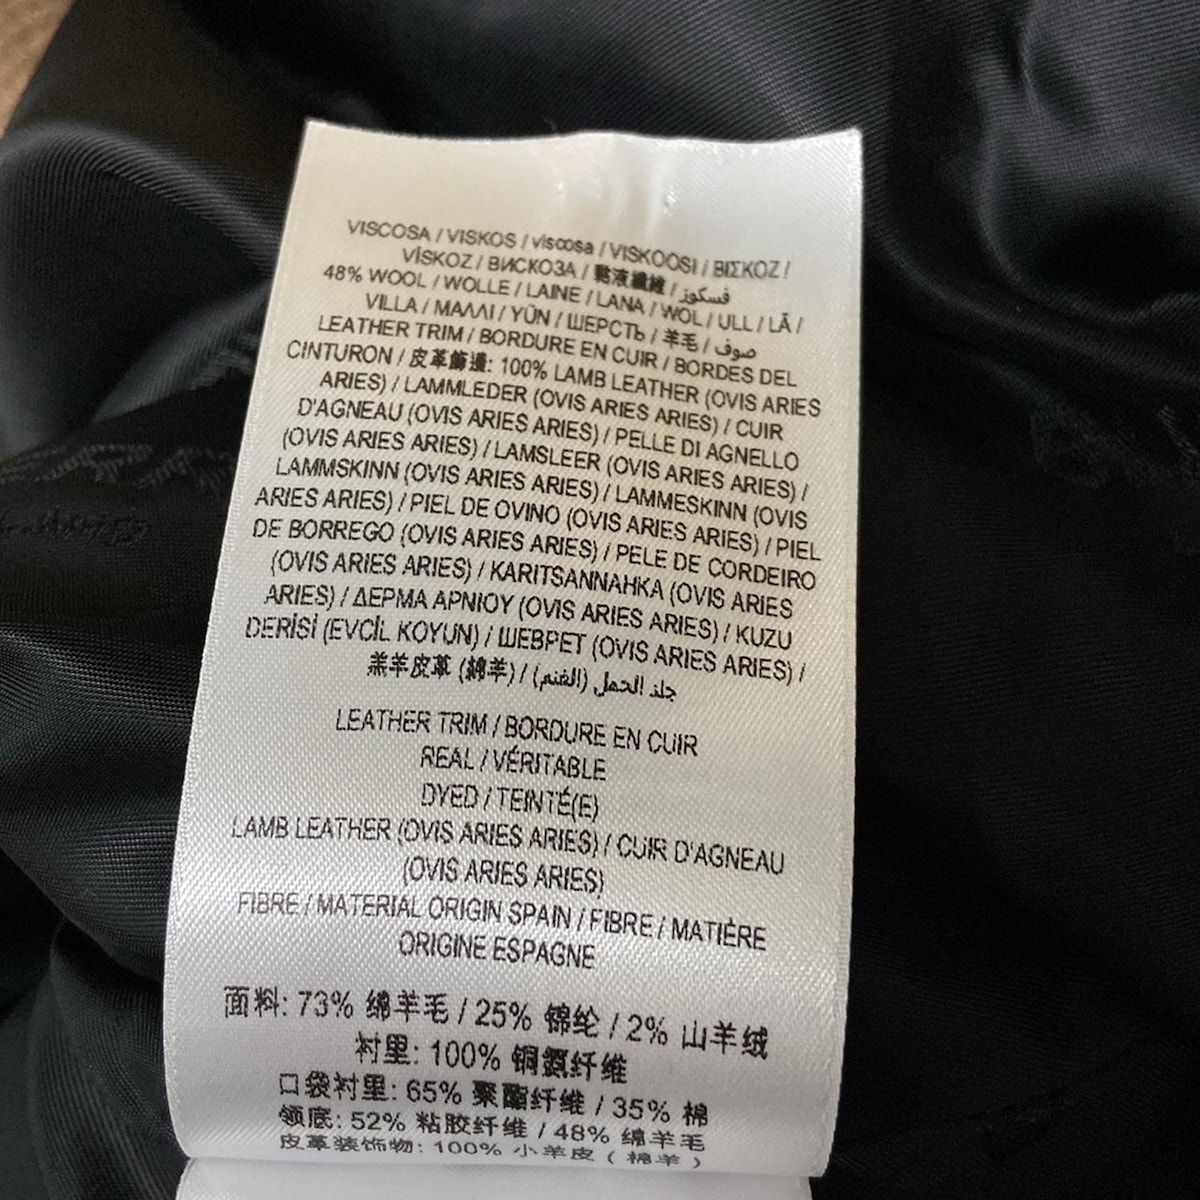 VISCOSA / VISKOS / viscosa / VISKOOSI / ΒΙΣΚΟΖ /
VİSKOZ / ВИСКОЗА / 黏液纖維 / فسكوز
48% WOOL / WOLLE / LAINE / LANA / WOL / ULL / LÃ /
VILLA / ΜΑΛΛΙ / YÜN / ШЕРСТЬ / 羊毛 / صوف
LEATHER TRIM / BORDURE EN CUIR / BORDES DEL
CINTURON / 皮革飾邊: 100% LAMB LEATHER (OVIS ARIES
ARIES) / LAMMLEDER (OVIS ARIES ARIES) / CUIR
D'AGNEAU (OVIS ARIES ARIES) / PELLE DI AGNELLO
(OVIS ARIES ARIES) / LAMSLEER (OVIS ARIES ARIES) /
LAMMSKINN (OVIS ARIES ARIES) / LAMMESKINN (OVIS
ARIES ARIES) / PIEL DE OVINO (OVIS ARIES ARIES) / PIEL
DE BORREGO (OVIS ARIES ARIES) / PELE DE CORDEIRO
(OVIS ARIES ARIES) / KARITSANNAHKA (OVIS ARIES
ARIES) / ΔΕΡΜΑ ΑΡΝΙΟΥ (OVIS ARIES ARIES) / KUZU
DERİSİ (EVCİL KOYUN) / ШЕВРЕТ (OVIS ARIES ARIES) /
羔羊皮革 (綿羊) / جلد الحمل (الغنم)
LEATHER TRIM / BORDURE EN CUIR
REAL / VÉRITABLE
DYED / TEINTÉ(E)
LAMB LEATHER (OVIS ARIES ARIES) / CUIR D'AGNEAU
(OVIS ARIES ARIES)
FIBRE / MATERIAL ORIGIN SPAIN / FIBRE / MATIÈRE
ORIGINE ESPAGNE
面料: 73% 绵羊毛 / 25% 锦纶 / 2% 山羊绒
衬里: 100% 铜氨纤维
口袋衬里: 65% 聚酯纤维 / 35% 棉
领底: 52% 粘胶纤维 / 48% 绵羊毛
皮革装饰物: 100% 小羊皮 ( 棉羊 )